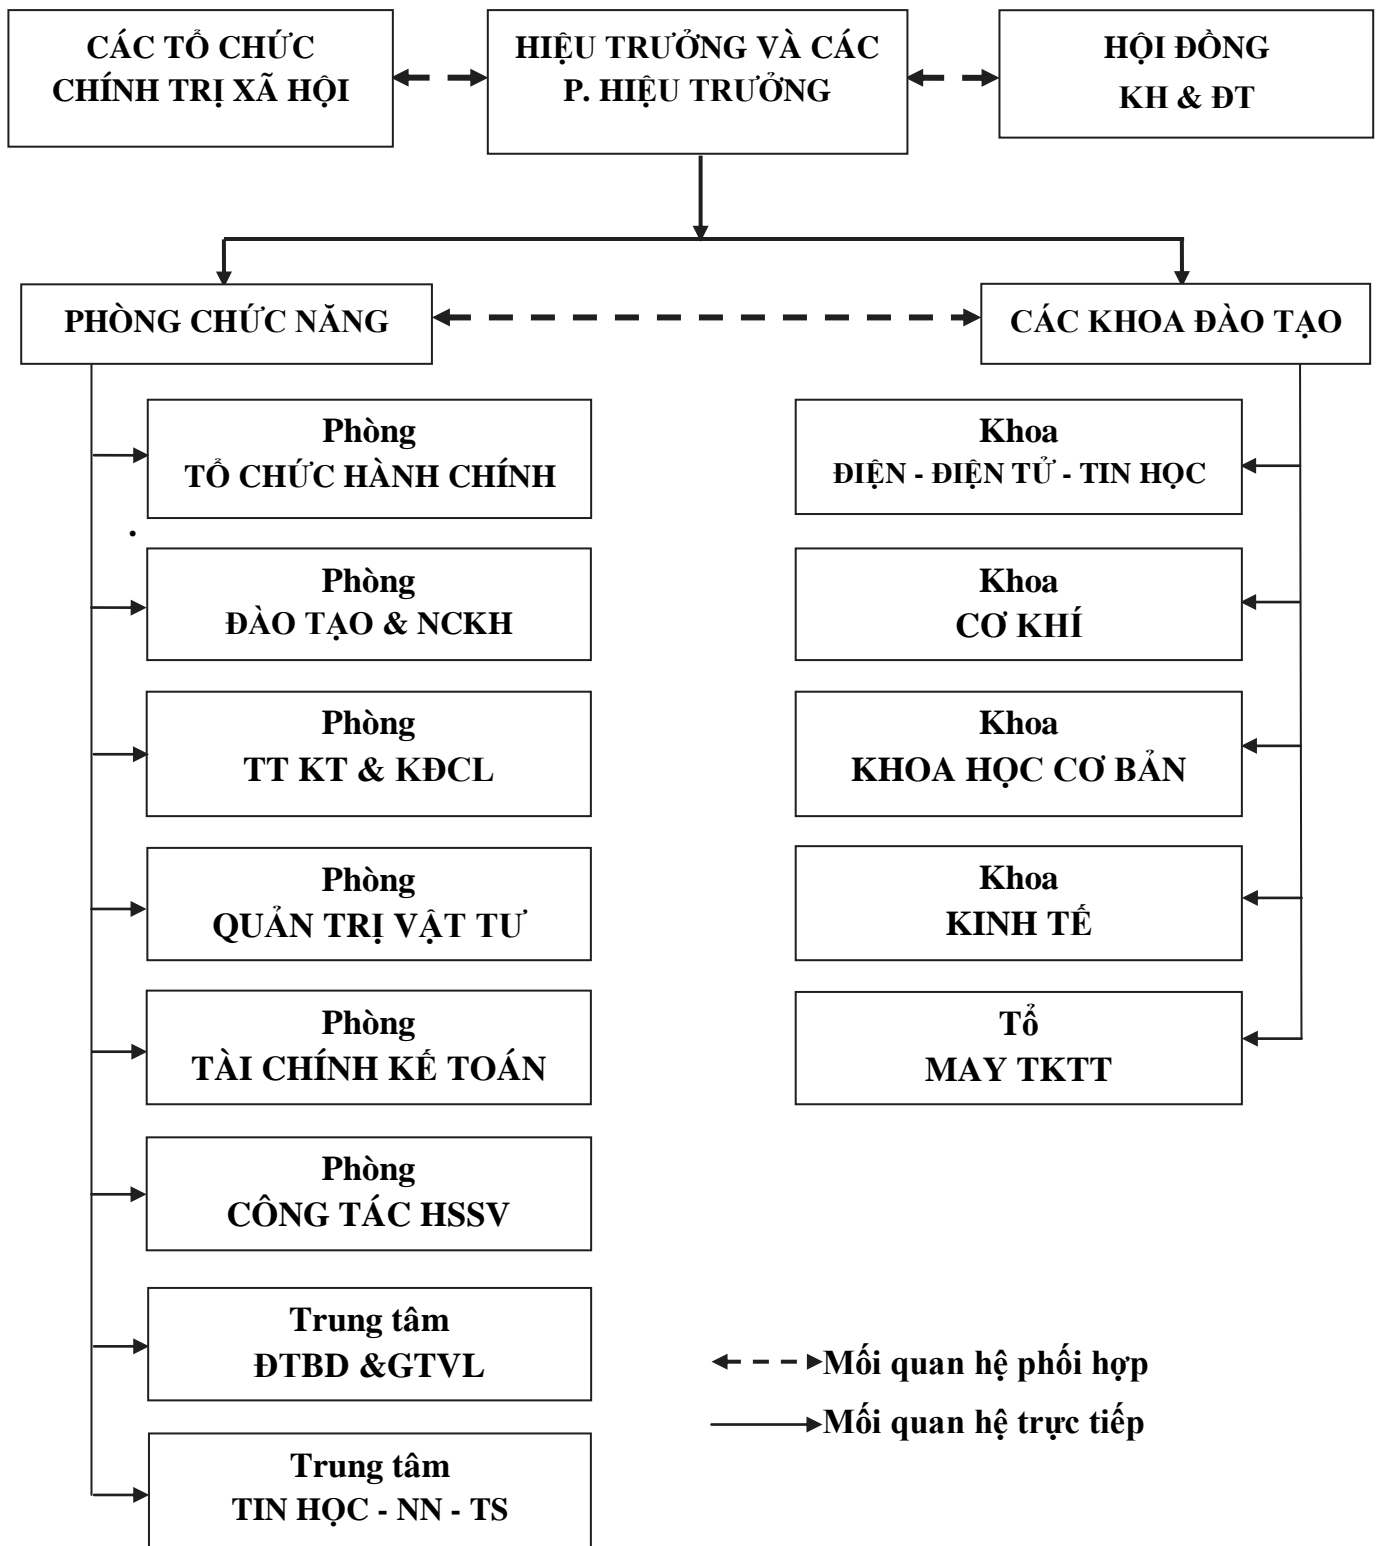 CÁC TỔ CHỨC
CHÍNH TRỊ XÃ HỘI
HIỆU TRƯỞNG VÀ CÁC
P. HIỆU TRƯỞNG
HỘI ĐỒNG
KH & ĐT
PHÒNG CHỨC NĂNG
CÁC KHOA ĐÀO TẠO
Phòng
TỔ CHỨC HÀNH CHÍNH
.
Phòng
ĐÀO TẠO & NCKH
Phòng
TT KT & KĐCL
Phòng
QUẢN TRỊ VẬT TƯ
Phòng
TÀI CHÍNH KẾ TOÁN
Phòng
CÔNG TÁC HSSV
Trung tâm
ĐTBD &GTVL
Trung tâm
TIN HỌC - NN - TS
Khoa
ĐIỆN - ĐIỆN TỬ - TIN HỌC
Khoa
CƠ KHÍ
Khoa
KHOA HỌC CƠ BẢN
Khoa
KINH TẾ
Tổ
MAY TKTT
Mối quan hệ phối hợp
Mối quan hệ trực tiếp